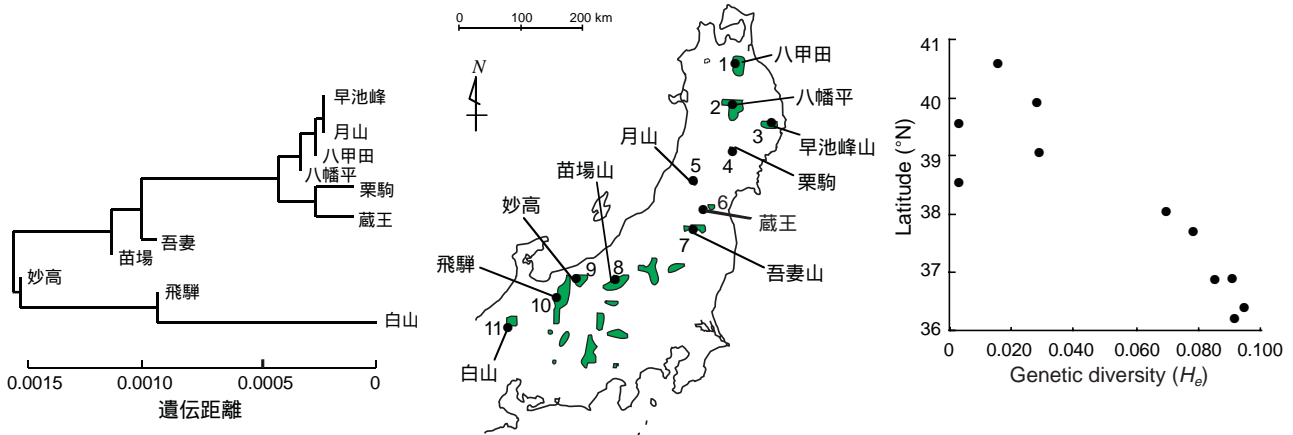 早池峰
月山
八甲田
八幡平
栗駒
蔵王
吾妻
苗場
妙高
飛騨
白山
0.0015 0.0010 0.0005 0
遺伝距離
0 100 200 km
N
1 八甲田
2 八幡平
3 早池峰山
月山 5
4 栗駒
苗場山
6 蔵王
妙高
7 吾妻山
飛騨 9 8
10
11
白山
41
40
39
38
37
36
Latitude (°N)
0 0.020 0.040 0.060 0.080 0.100
Genetic diversity (He)